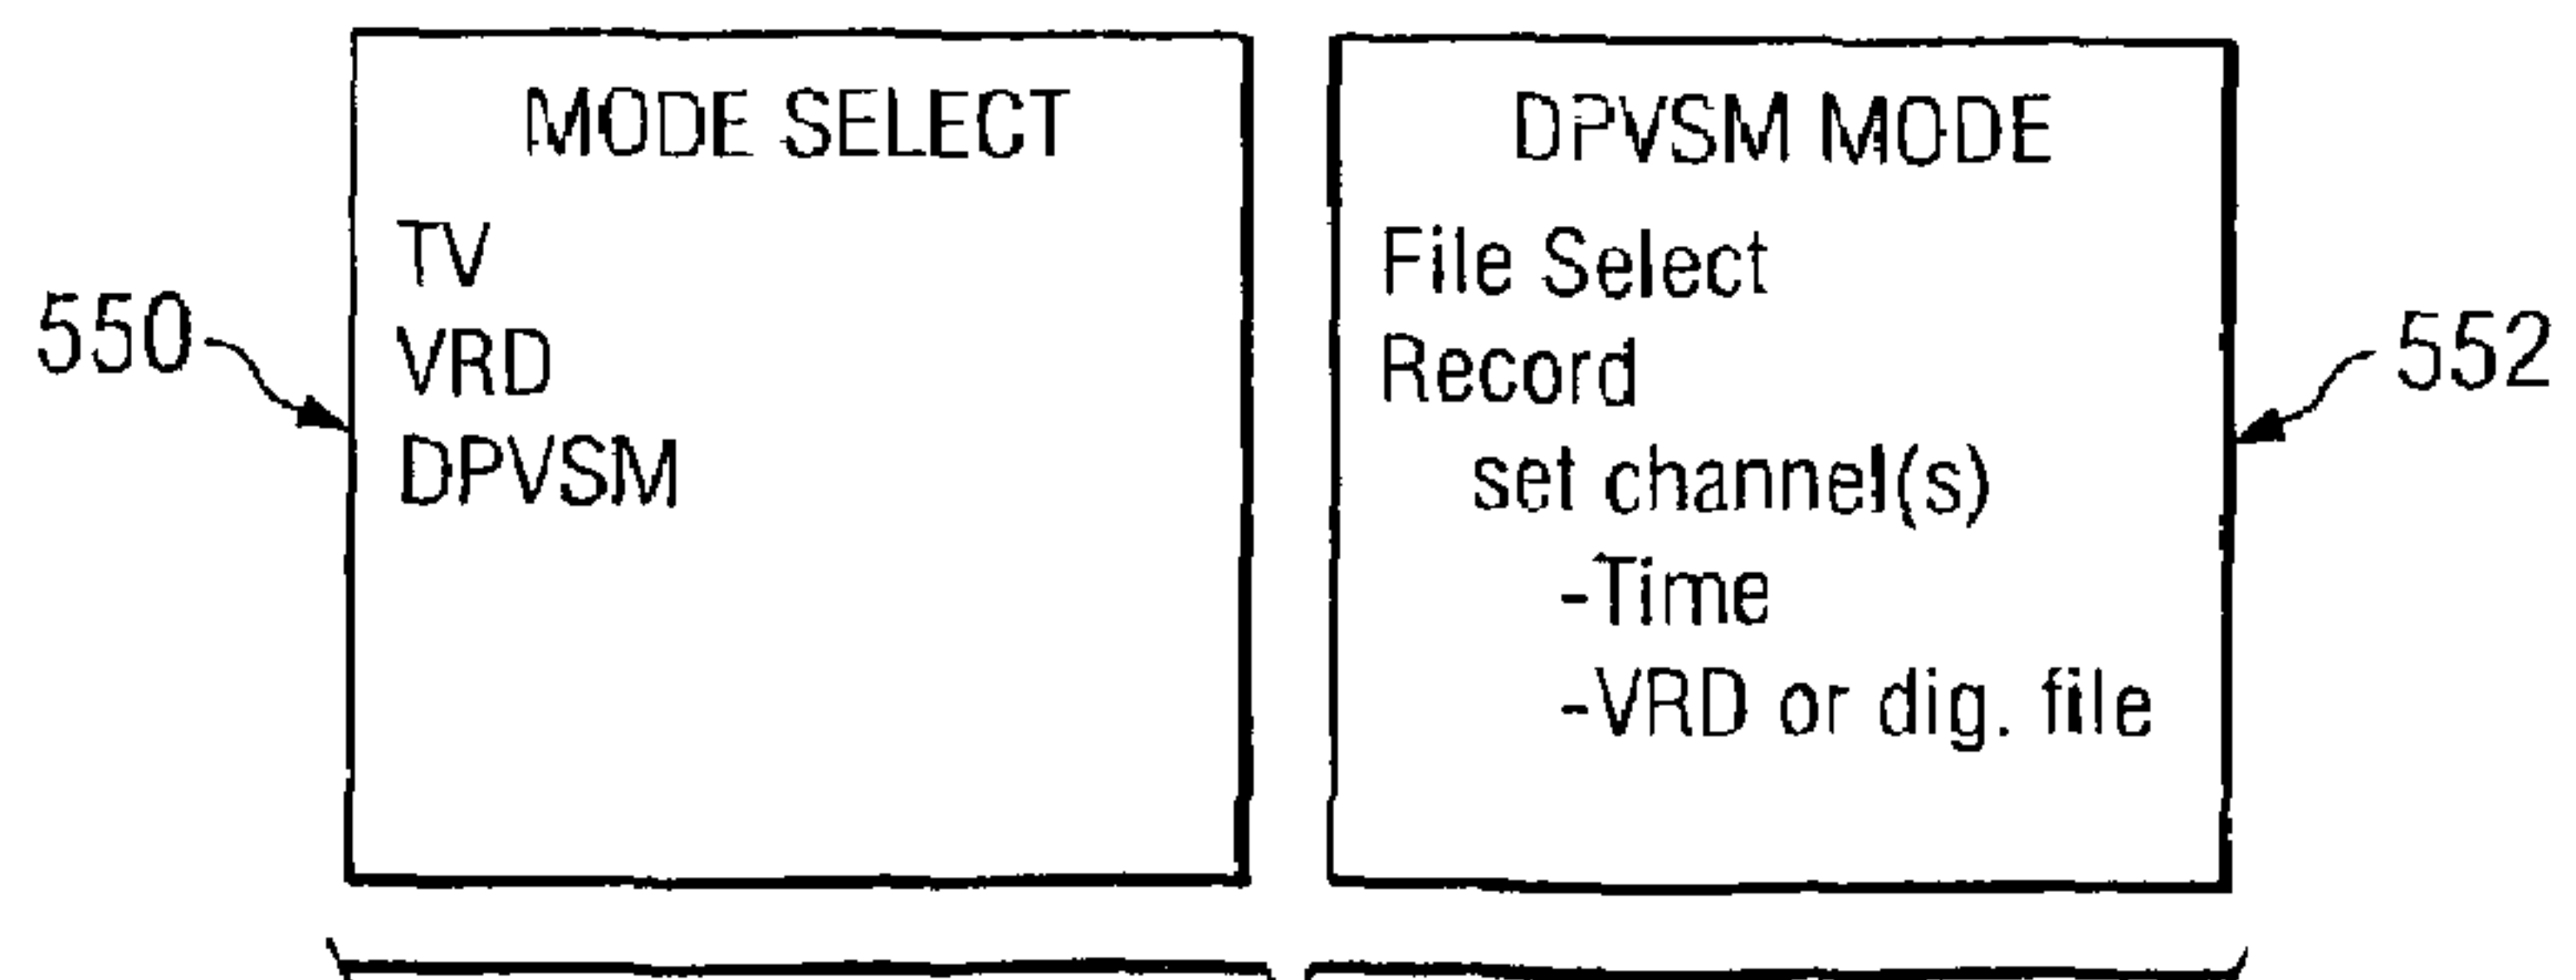 MODE SELECT
TV
VRD
DPVSM
550
DPVSM MODE
File Select
Record
set channel(s)
-Time
-VRD or dig. file
552